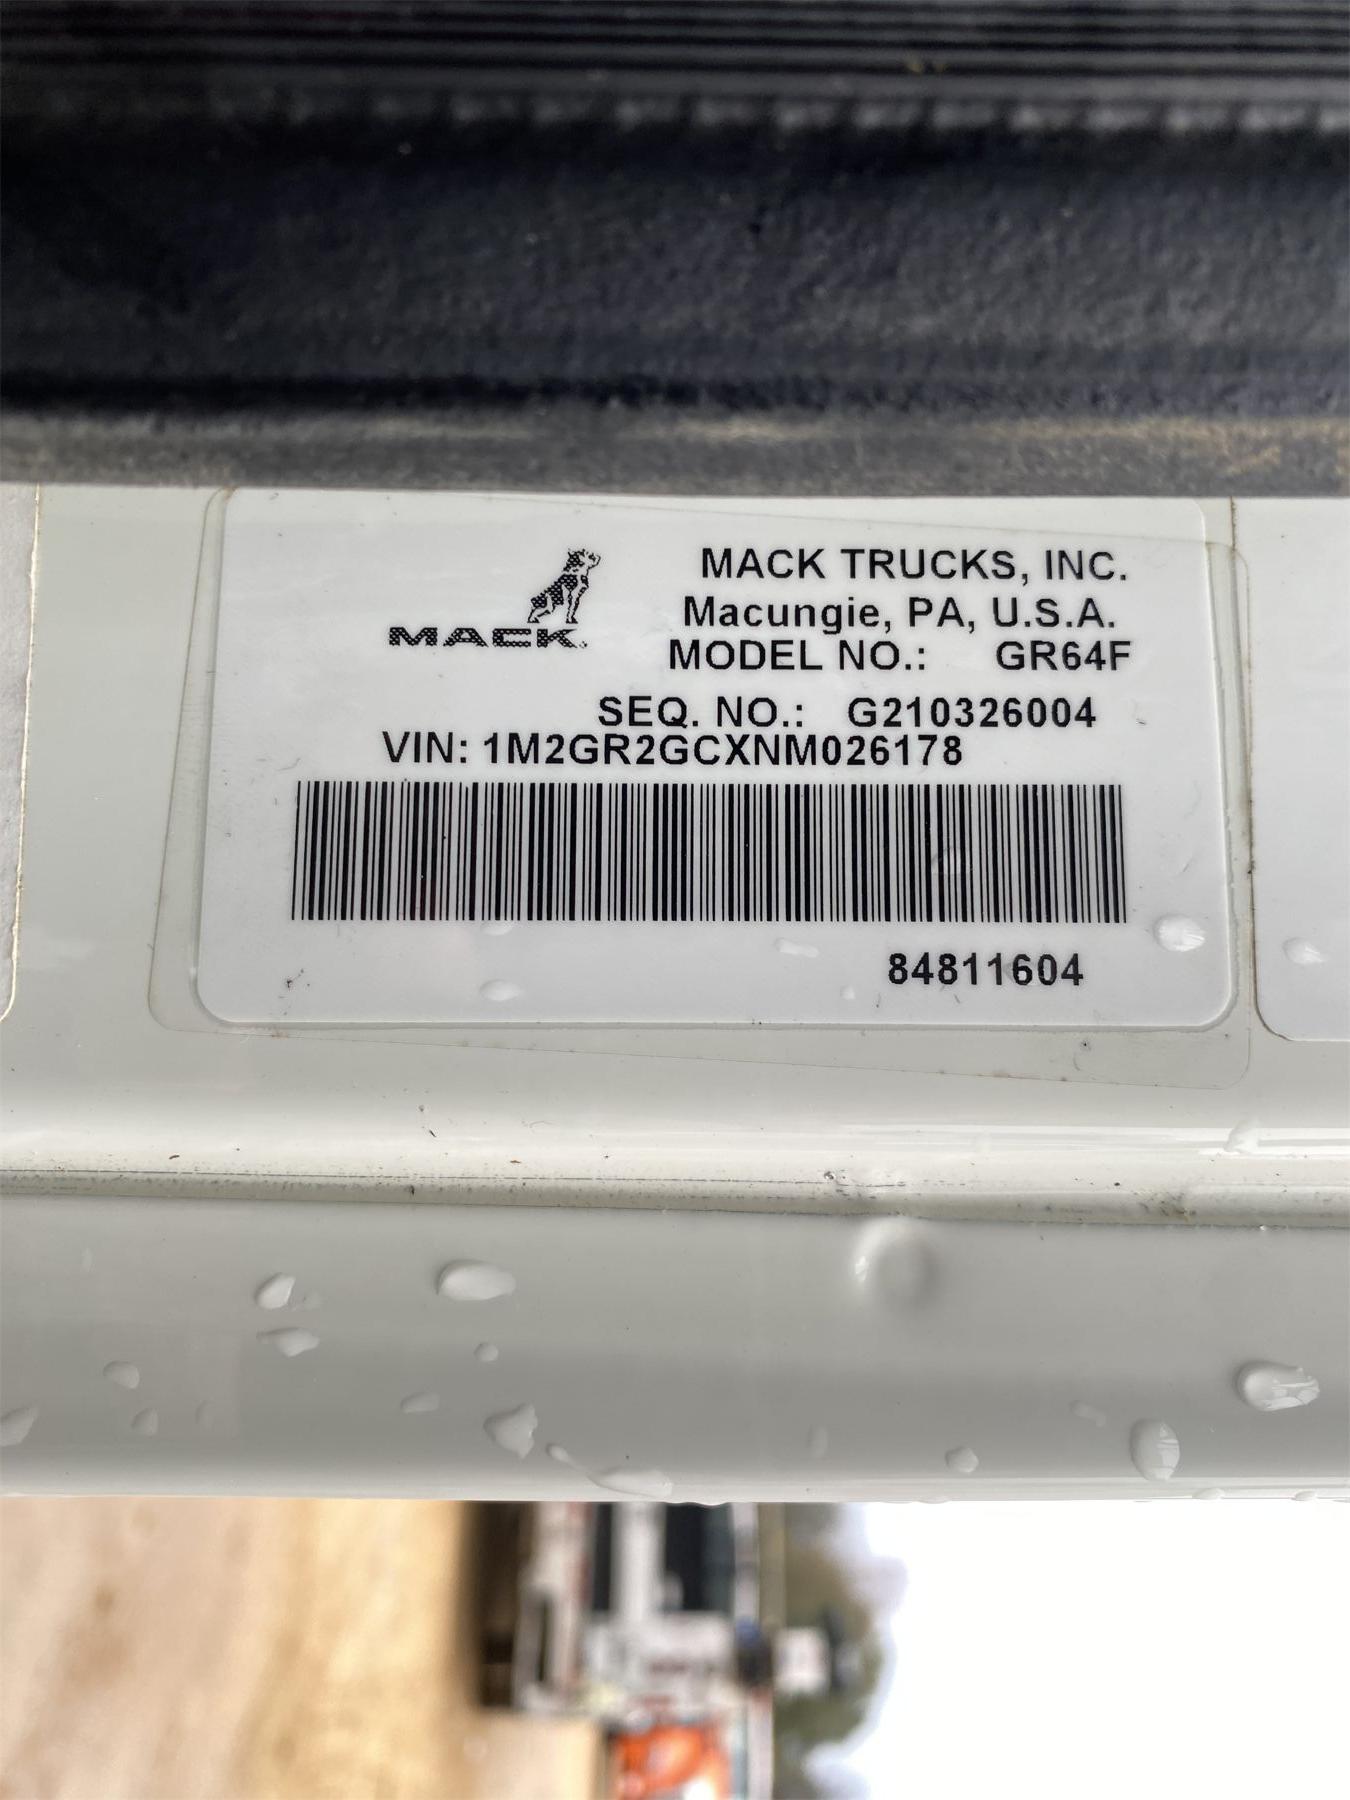 MACK TRUCKS, INC.
Macungie, PA, U.S.A.
MACK
MODEL NO.: GR64F
SEQ. NO.: G210326004
VIN: 1M2GR2GCXNM026178
84811604